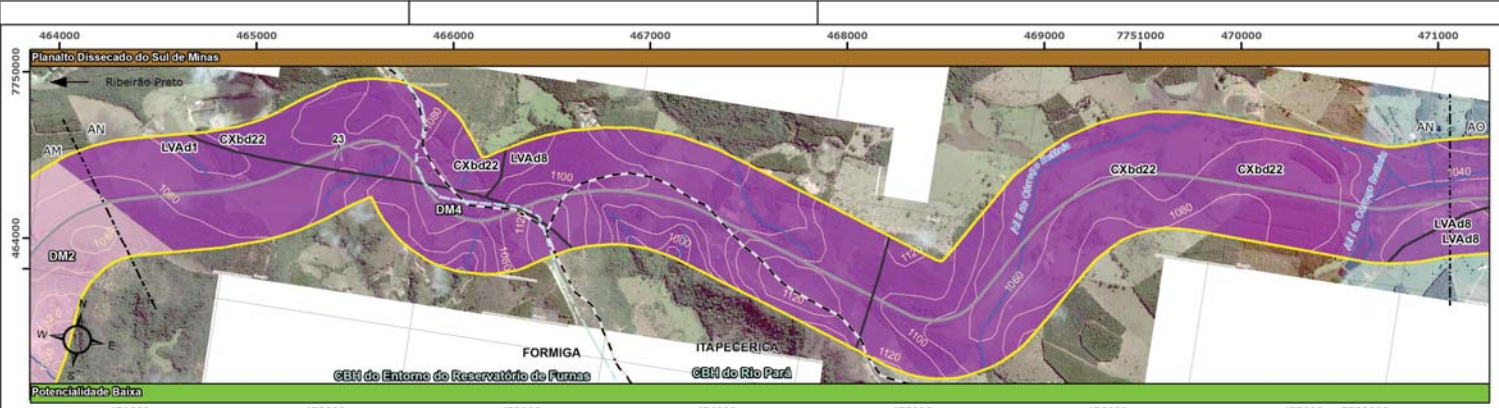 464000 465000 466000 467000 468000 469000 7751000 470000 471000
Planalto Dissecado do Sul de Minas
7750000
Ribeirão Preto
AN
AM
LVAd1
CXbd22
23
1080
CXbd22
LVAd8
1100
CXbd22
CXbd22
AN
AO
1040
1080
DM4
1120
1080
1080
464000
DM2
1000
1120
1120
1060
1100
1120
LVAd8
LVAd8
N
W
E
S
FORMIGA
ITAPECERICA
CBH do Entorno do Reservatório de Furnas
CBH do Rio Pará
Potencialidade Baixa